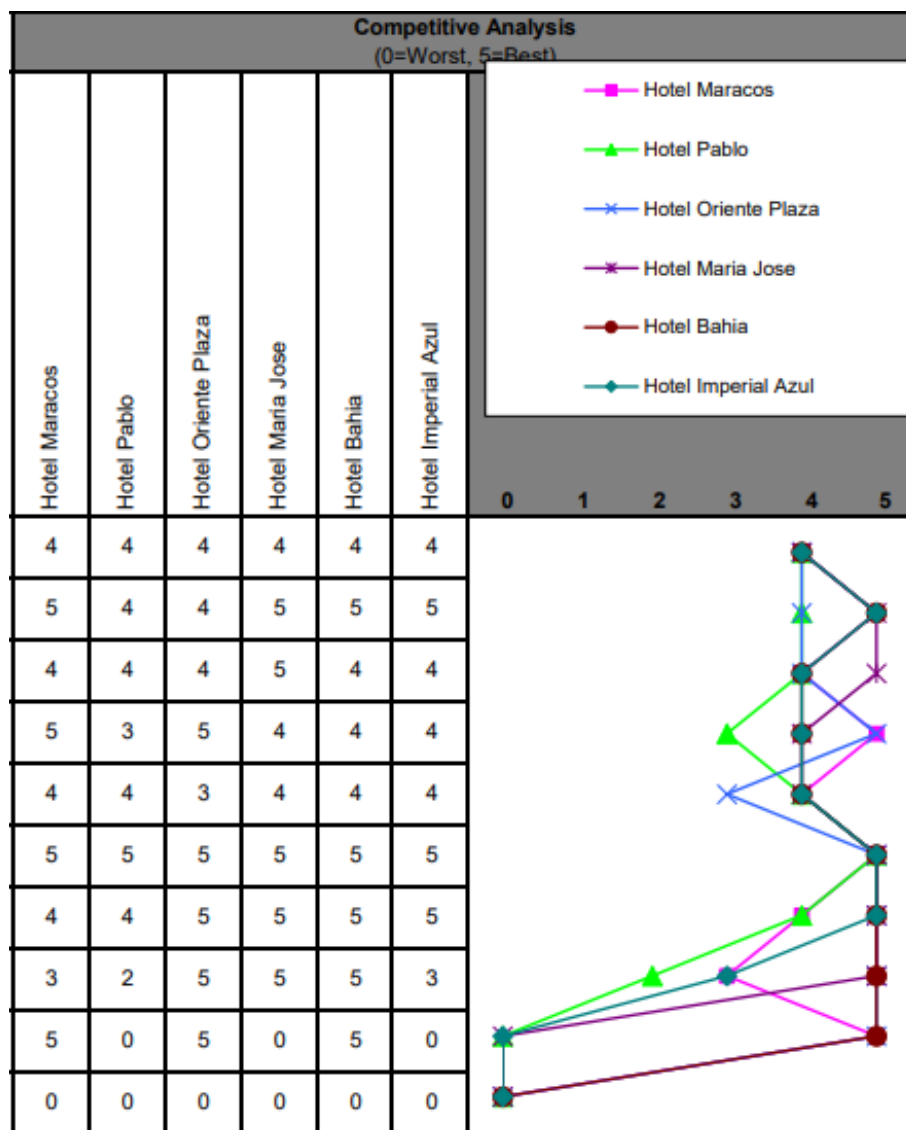 Competitive Analysis
(0=Worst, 5=Best)
Hotel Maracos
Hotel Pablo
Hotel Oriente Plaza
Hotel Maria Jose
Hotel Bahia
Hotel Imperial Azul
Hotel Maracos
Hotel Pablo
Hotel Oriente Plaza
Hotel Maria Jose
Hotel Bahia
Hotel Imperial Azul
0 1 2 3 4 5
4 4 4 4 4 4
5 4 4 5 5 5
4 4 4 5 4 4
5 3 5 4 4 4
4 4 3 4 4 4
5 5 5 5 5 5
4 4 5 5 5 5
3 2 5 5 5 3
5 0 5 0 5 0
0 0 0 0 0 0